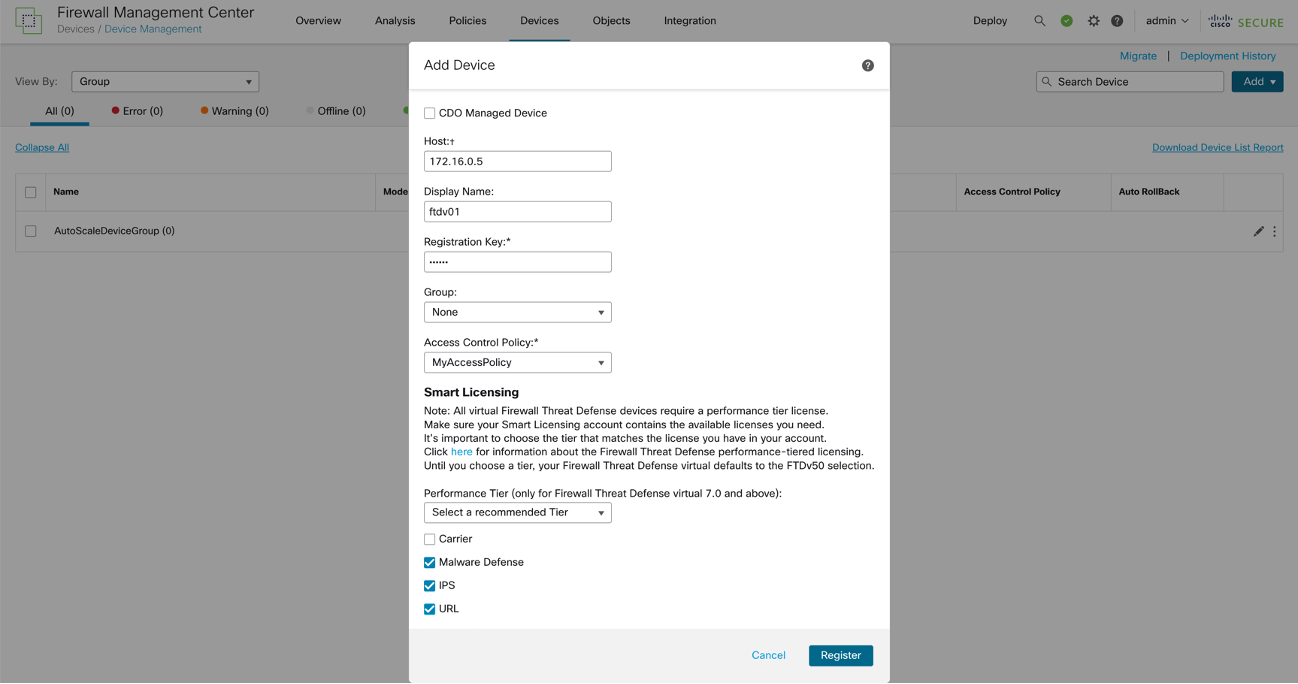 Firewall Management Center
Devices / Device Management
Overview
Analysis
Policies
Devices
Objects
Integration
Deploy
admin
CISCO SECURE
Migrate | Deployment History
View By:
Group
Search Device
Add
All (0)
Error (0)
Warning (0)
Offline (0)
Collapse All
Download Device List Report
Name
Mode
Access Control Policy
Auto RollBack
AutoScaleDeviceGroup (0)
Add Device
CDO Managed Device
Host:†
172.16.0.5
Display Name:
ftdv01
Registration Key:*
••••••
Group:
None
Access Control Policy:*
MyAccessPolicy
Smart Licensing
Note: All virtual Firewall Threat Defense devices require a performance tier license.
Make sure your Smart Licensing account contains the available licenses you need.
It's important to choose the tier that matches the license you have in your account.
Click here for information about the Firewall Threat Defense performance-tiered licensing.
Until you choose a tier, your Firewall Threat Defense virtual defaults to the FTDv50 selection.
Performance Tier (only for Firewall Threat Defense virtual 7.0 and above):
Select a recommended Tier
Carrier
Malware Defense
IPS
URL
Cancel
Register